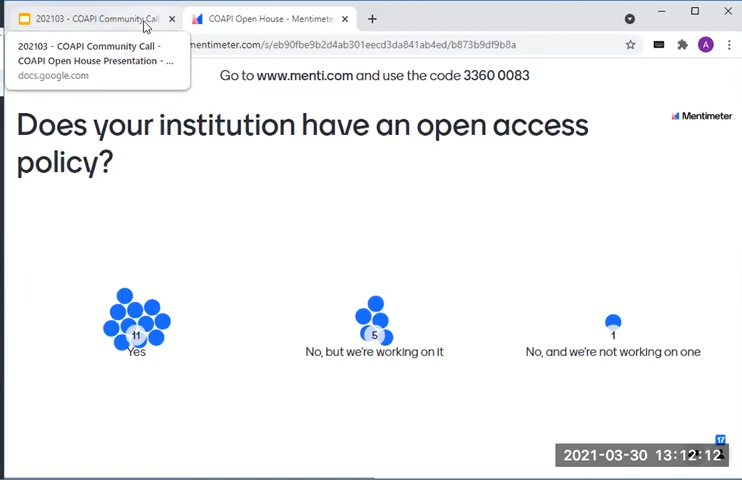 202103 - COAPI Community Call
COAPI Open House - Mentimeter
202103 - COAPI Community Call -
COAPI Open House Presentation - ...
docs.google.com
mentimeter.com/s/eb90fbe9b2d4ab301eecd3da841ab4ed/b873b9df9b8a
A
Go to www.menti.com and use the code 3360 0083
Does your institution have an open access
policy?
Mentimeter
11
5
1
Yes
No, but we're working on it
No, and we're not working on one
17
2021-03-30 13:12:12